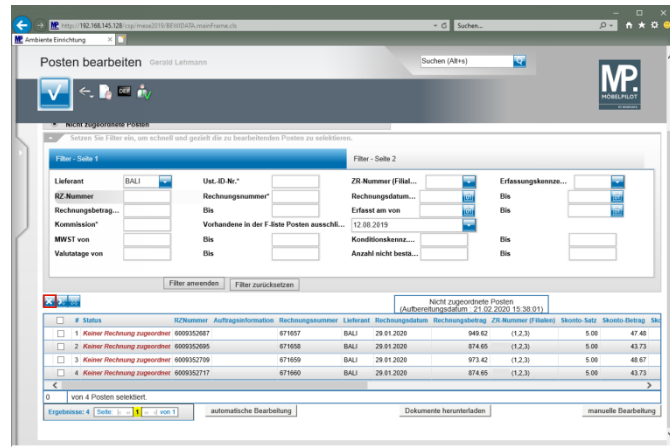 http://192.168.145.128/csp/mese2019/BEWIDATA.mainFrame.cls
Suchen...
Ambiente Einrichtung
Posten bearbeiten Gerald Lehmann
Suchen (Alt+s)
MP.
MÖBELPILOT
Nicht zugeordnete Posten
Setzen Sie Filter ein, um schnell und gezielt die zu bearbeitenden Posten zu selektieren.
Filter - Seite 1 Filter - Seite 2
Lieferant BALI Ust.-ID-Nr.* ZR-Nummer (Filial... Erfassungskennze...
RZ-Nummer Rechnungsnummer* Rechnungsdatum... Bis
Rechnungsbetrag... Bis Erfasst am von Bis
Kommission* Vorhandene in der F-liste Posten ausschli... 12.08.2019
MWST von Bis Konditionskennz.... Bis
Valutatage von Bis Anzahl nicht bestä... Bis
Filter anwenden Filter zurücksetzen
Nicht zugeordnete Posten
(Aufbereitungsdatum : 21.02.2020 15:38:01)
# Status RZNummer Auftragsinformation Rechnungsnummer Lieferant Rechnungsdatum Rechnungsbetrag ZR-Nummer (Filialen) Skonto-Satz Skonto-Betrag Sko
1 Keiner Rechnung zugeordnet 6009352687 671657 BALI 29.01.2020 949.62 (1,2,3) 5.00 47.48
2 Keiner Rechnung zugeordnet 6009352695 671658 BALI 29.01.2020 874.65 (1,2,3) 5.00 43.73
3 Keiner Rechnung zugeordnet 6009352709 671659 BALI 29.01.2020 973.42 (1,2,3) 5.00 48.67
4 Keiner Rechnung zugeordnet 6009352717 671660 BALI 29.01.2020 874.65 (1,2,3) 5.00 43.73
0 von 4 Posten selektiert.
Ergebnisse: 4 Seite: 1 von 1 automatische Bearbeitung Dokumente herunterladen manuelle Bearbeitung